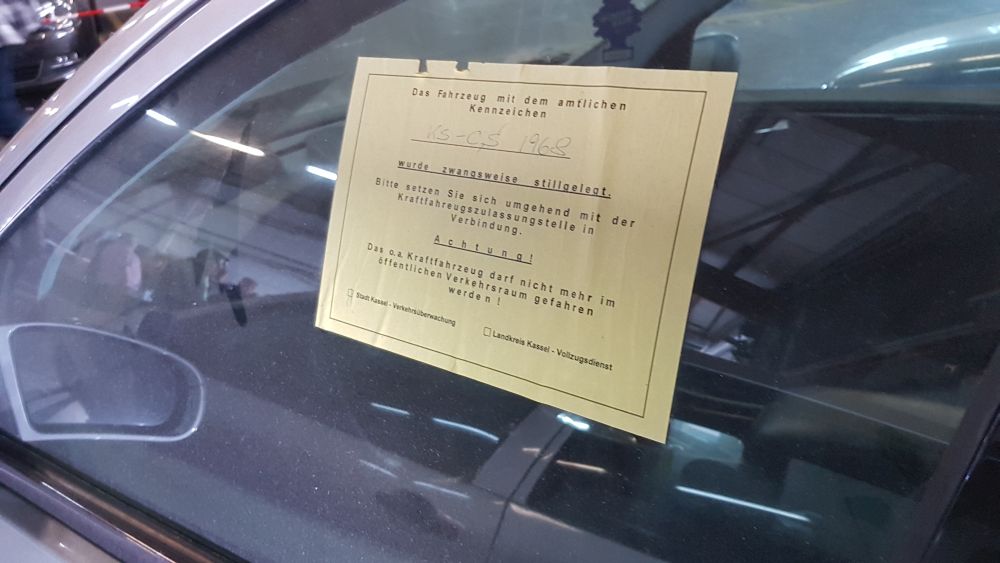 Das Fahrzeug mit dem amtlichen
Kennzeichen
KS-CS 1968
wurde zwangsweise stillgelegt.
Bitte setzen Sie sich umgehend mit der
Kraftfahreugszulassungstelle in
Verbindung.
Achtung!
Das o.a. Kraftfahrzeug darf nicht mehr im
öffentlichen Verkehrsraum gefahren
werden !
Stadt Kassel - Verkehrsüberwachung
Landkreis Kassel - Vollzugsdienst